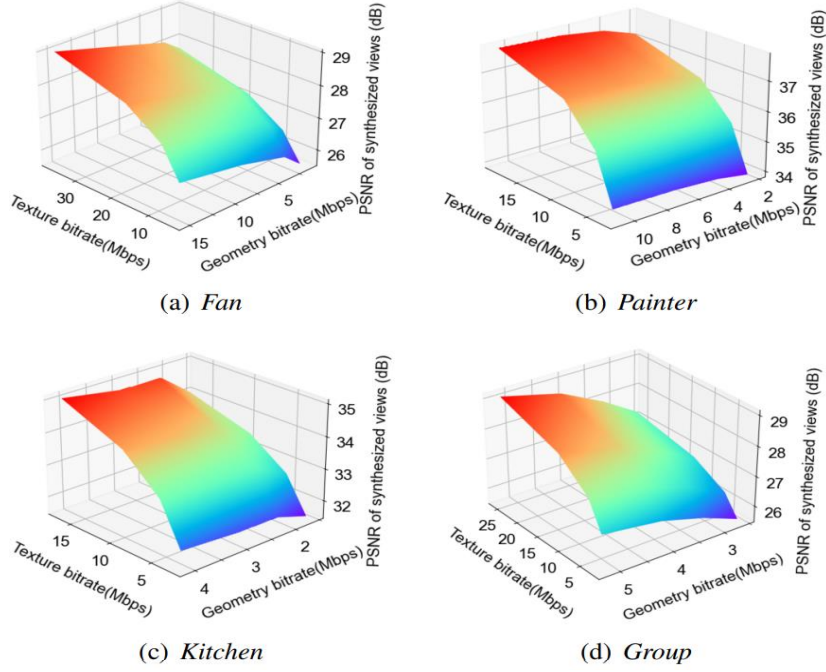 29
28
27
26
PSNR of synthesized views (dB)
30
20
10
Texture bitrate(Mbps)
5
10
15
Geometry bitrate(Mbps)
(a) Fan
37
36
35
34
PSNR of synthesized views (dB)
15
10
5
Texture bitrate(Mbps)
2
4
6
8
10
Geometry bitrate(Mbps)
(b) Painter
35
34
33
32
PSNR of synthesized views (dB)
15
10
5
Texture bitrate(Mbps)
2
3
4
Geometry bitrate(Mbps)
(c) Kitchen
29
28
27
26
PSNR of synthesized views (dB)
25
20
15
10
5
Texture bitrate(Mbps)
3
4
5
Geometry bitrate(Mbps)
(d) Group